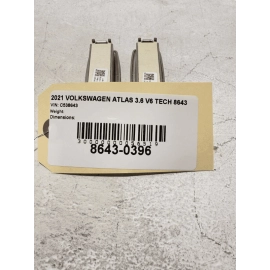 2021 VOLKSWAGEN ATLAS 3.6 V6 TECH 8643
VIN: C538643
Weight:
Dimensions:
8643-0396